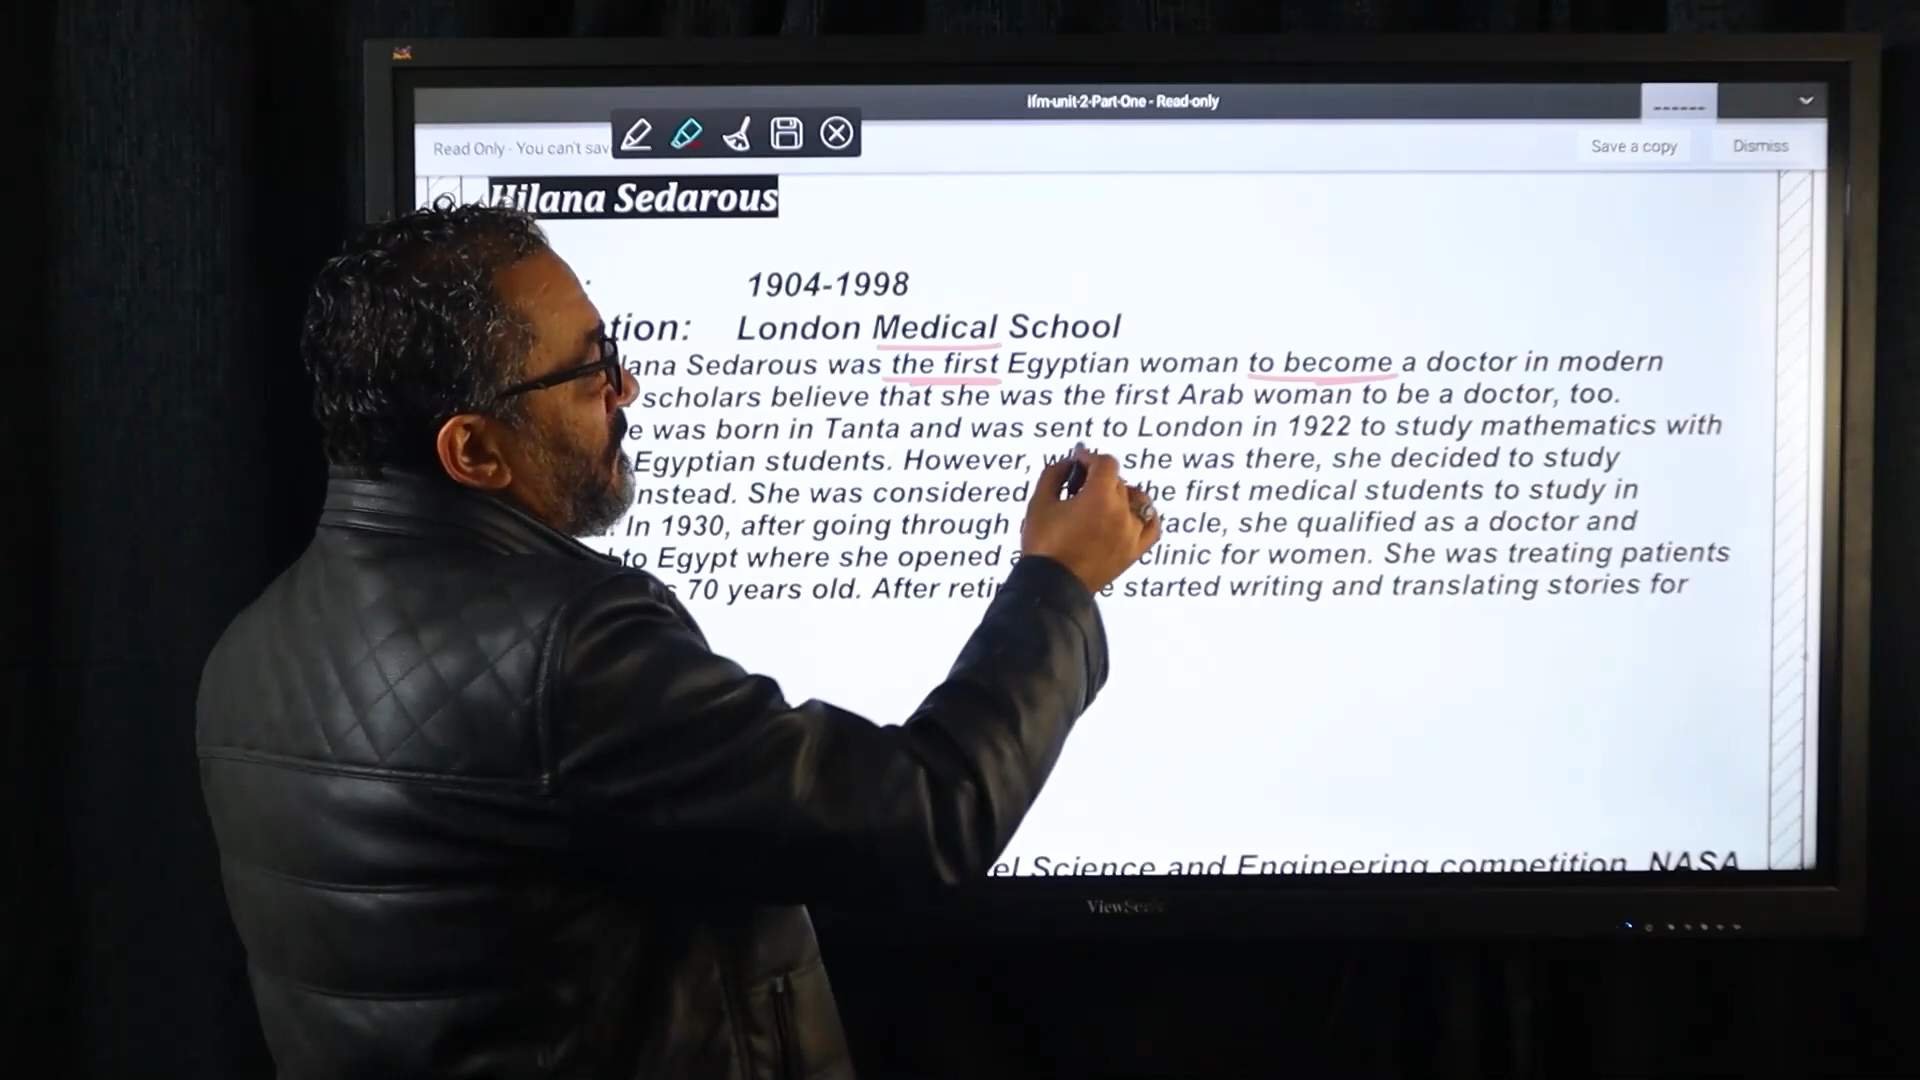 lfm-unit-2-Part-One - Read-only
Read Only - You can't sav
Save a copy
Dismiss
Hilana Sedarous
1904-1998
tion: London Medical School
ana Sedarous was the first Egyptian woman to become a doctor in modern
scholars believe that she was the first Arab woman to be a doctor, too.
e was born in Tanta and was sent to London in 1922 to study mathematics with
Egyptian students. However, she was there, she decided to study
nstead. She was considered the first medical students to study in
. In 1930, after going through tacle, she qualified as a doctor and
to Egypt where she opened a clinic for women. She was treating patients
70 years old. After reti e started writing and translating stories for
el Science and Engineering competition, NASA
ViewSonic